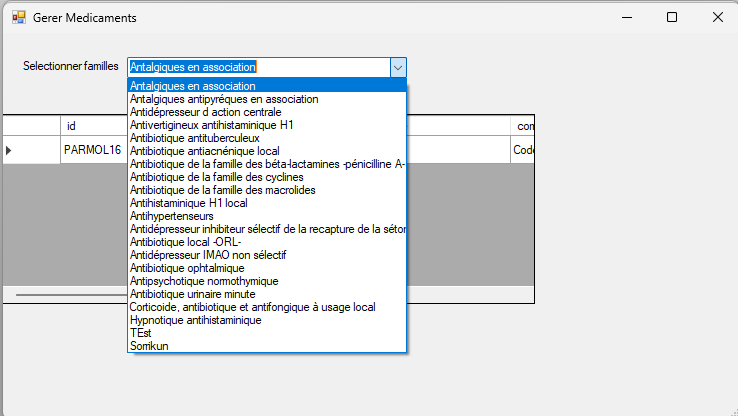 Gerer Medicaments
Selectionner familles
Antalgiques en association
Antalgiques en association
Antalgiques antipyréques en association
Antidépresseur d action centrale
Antivertigineux antihistaminique H1
Antibiotique antituberculeux
Antibiotique antiacnénique local
Antibiotique de la famille des béta-lactamines -pénicilline A-
Antibiotique de la famille des cyclines
Antibiotique de la famille des macrolides
Antihistaminique H1 local
Antihypertenseurs
Antidépresseur inhibiteur sélectif de la recapture de la séton
Antibiotique local -ORL-
Antidépresseur IMAO non sélectif
Antibiotique ophtalmique
Antipsychotique normothymique
Antibiotique urinaire minute
Corticoide, antibiotique et antifongique à usage local
Hypnotique antihistaminique
TEst
Sorrikun
id com
PARMOL16 Code